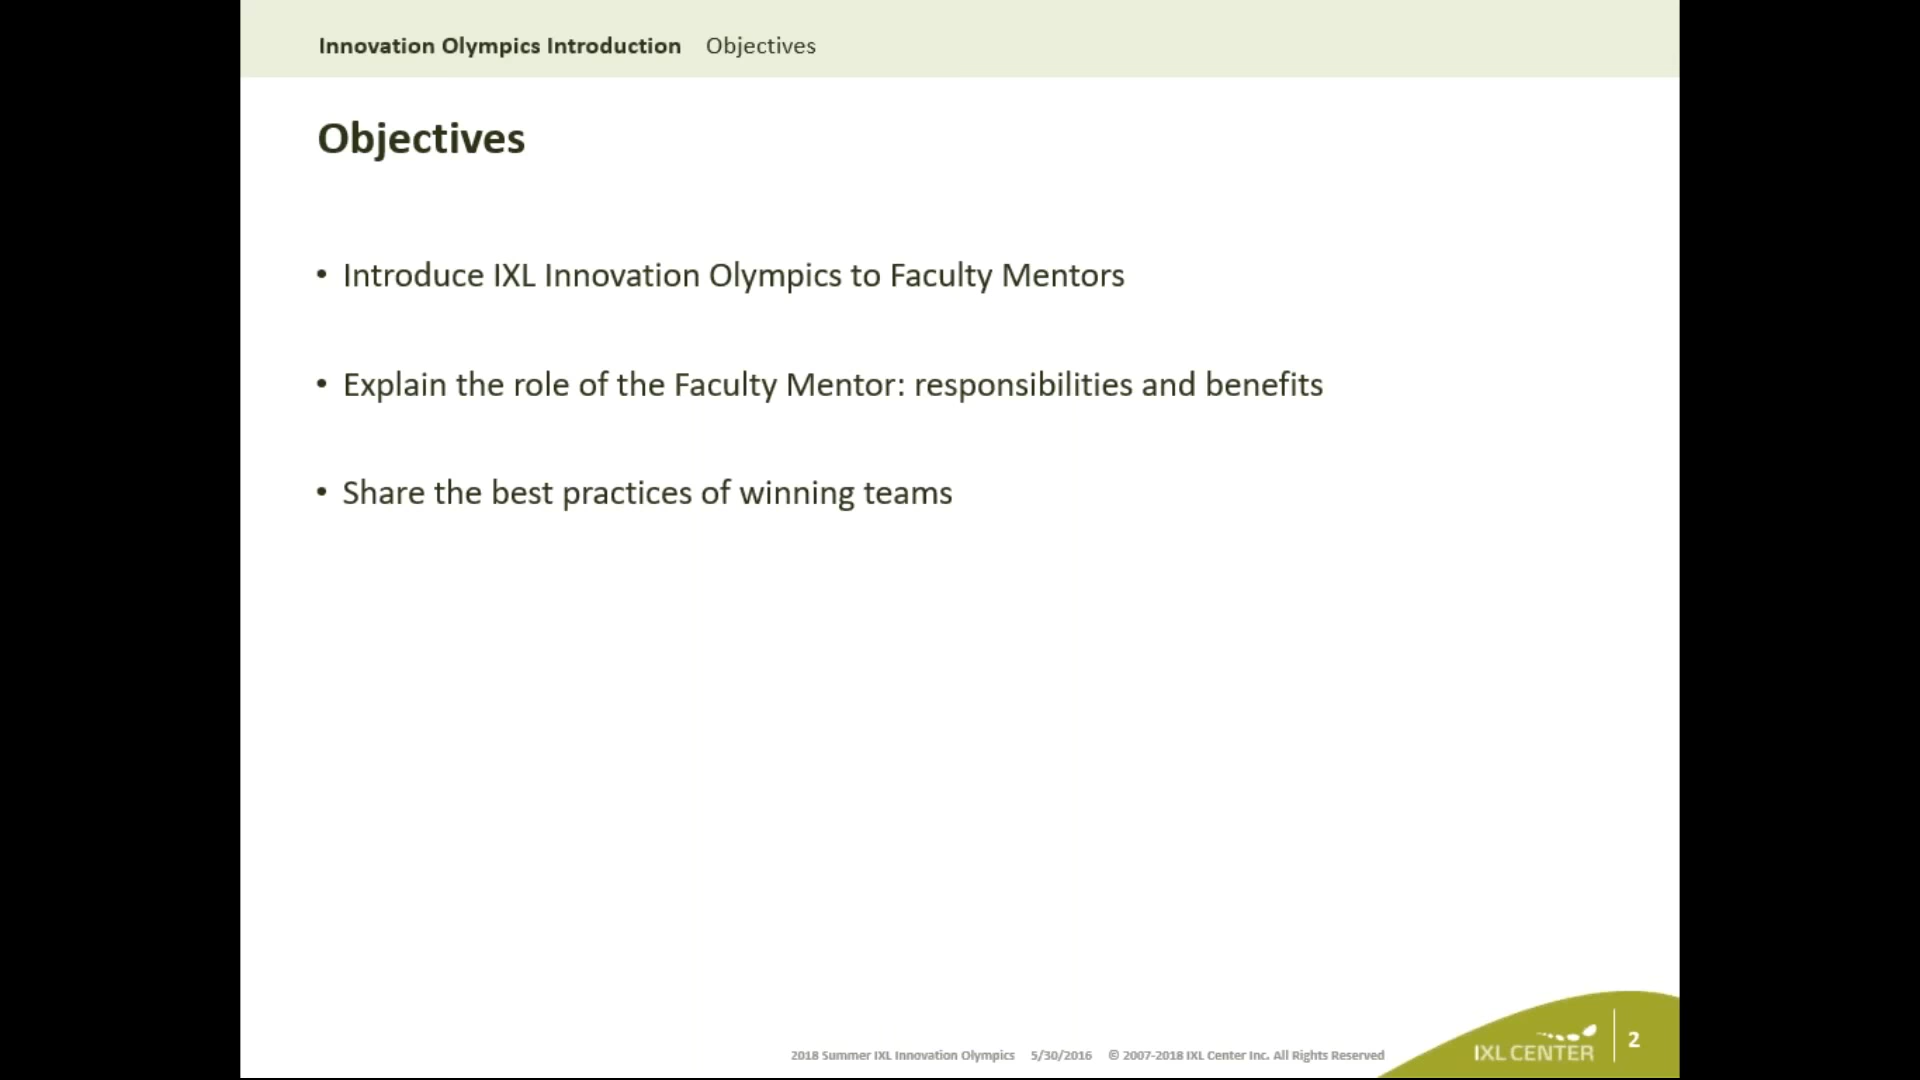 Innovation Olympics Introduction Objectives
Objectives
• Introduce IXL Innovation Olympics to Faculty Mentors
• Explain the role of the Faculty Mentor: responsibilities and benefits
• Share the best practices of winning teams
2018 Summer IXL Innovation Olympics 5/30/2016 © 2007-2018 IXL Center Inc. All Rights Reserved
IXL CENTER 2